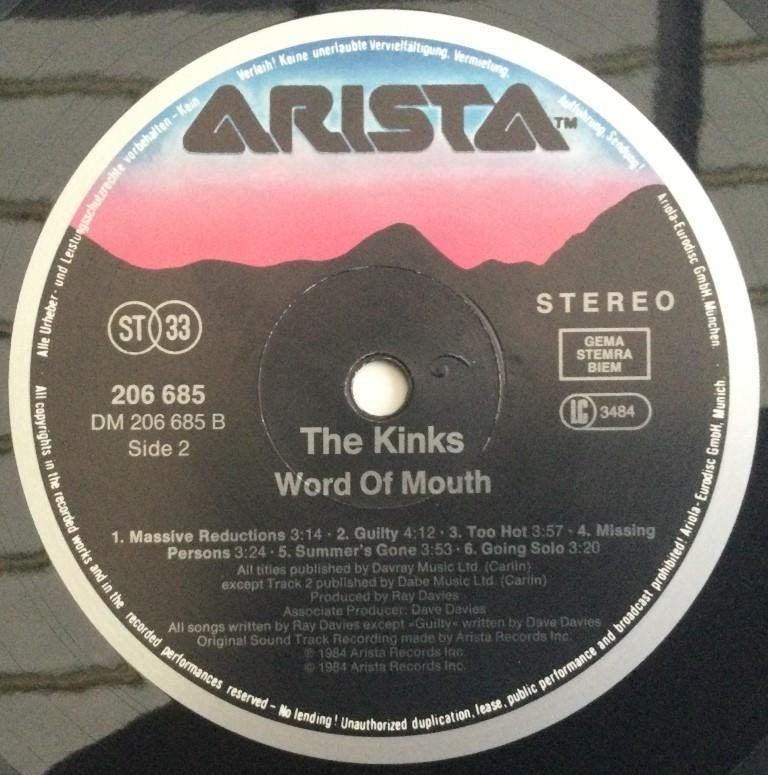 Alle Urheber- und Leistungsschutzrechte vorbehalten - Kein Verleih! Keine unerlaubte Vervielfältigung, Vermietung, Aufführung, Sendung!
Ariola-Eurodisc GmbH, München.
ARISTA™
STEREO
ST 33
GEMA
STEMRA
BIEM
LC 3484
206 685
DM 206 685 B
Side 2
The Kinks
Word Of Mouth
1. Massive Reductions 3:14 · 2. Guilty 4:12 · 3. Too Hot 3:57 · 4. Missing
Persons 3:24 · 5. Summer's Gone 3:53 · 6. Going Solo 3:20
All titles published by Davray Music Ltd. (Carlin)
except Track 2 published by Dabe Music Ltd. (Carlin)
Produced by Ray Davies
Associate Producer: Dave Davies
All songs written by Ray Davies except »Guilty« written by Dave Davies
Original Sound Track Recording made by Arista Records Inc.
℗ 1984 Arista Records Inc.
© 1984 Arista Records Inc.
All copyrights in the recorded works and in the recorded performances reserved - No lending! Unauthorized duplication, lease, public performance and broadcast prohibited! Ariola - Eurodisc GmbH, Munich.